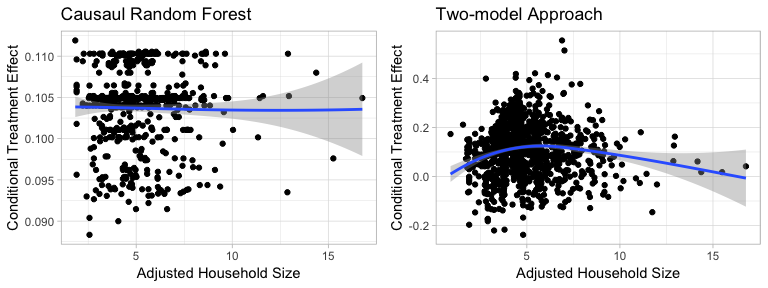 Causaul Random Forest
Conditional Treatment Effect
0.110
0.105
0.100
0.095
0.090
5
10
15
Adjusted Household Size
Two-model Approach
Conditional Treatment Effect
0.4
0.2
0.0
-0.2
5
10
15
Adjusted Household Size